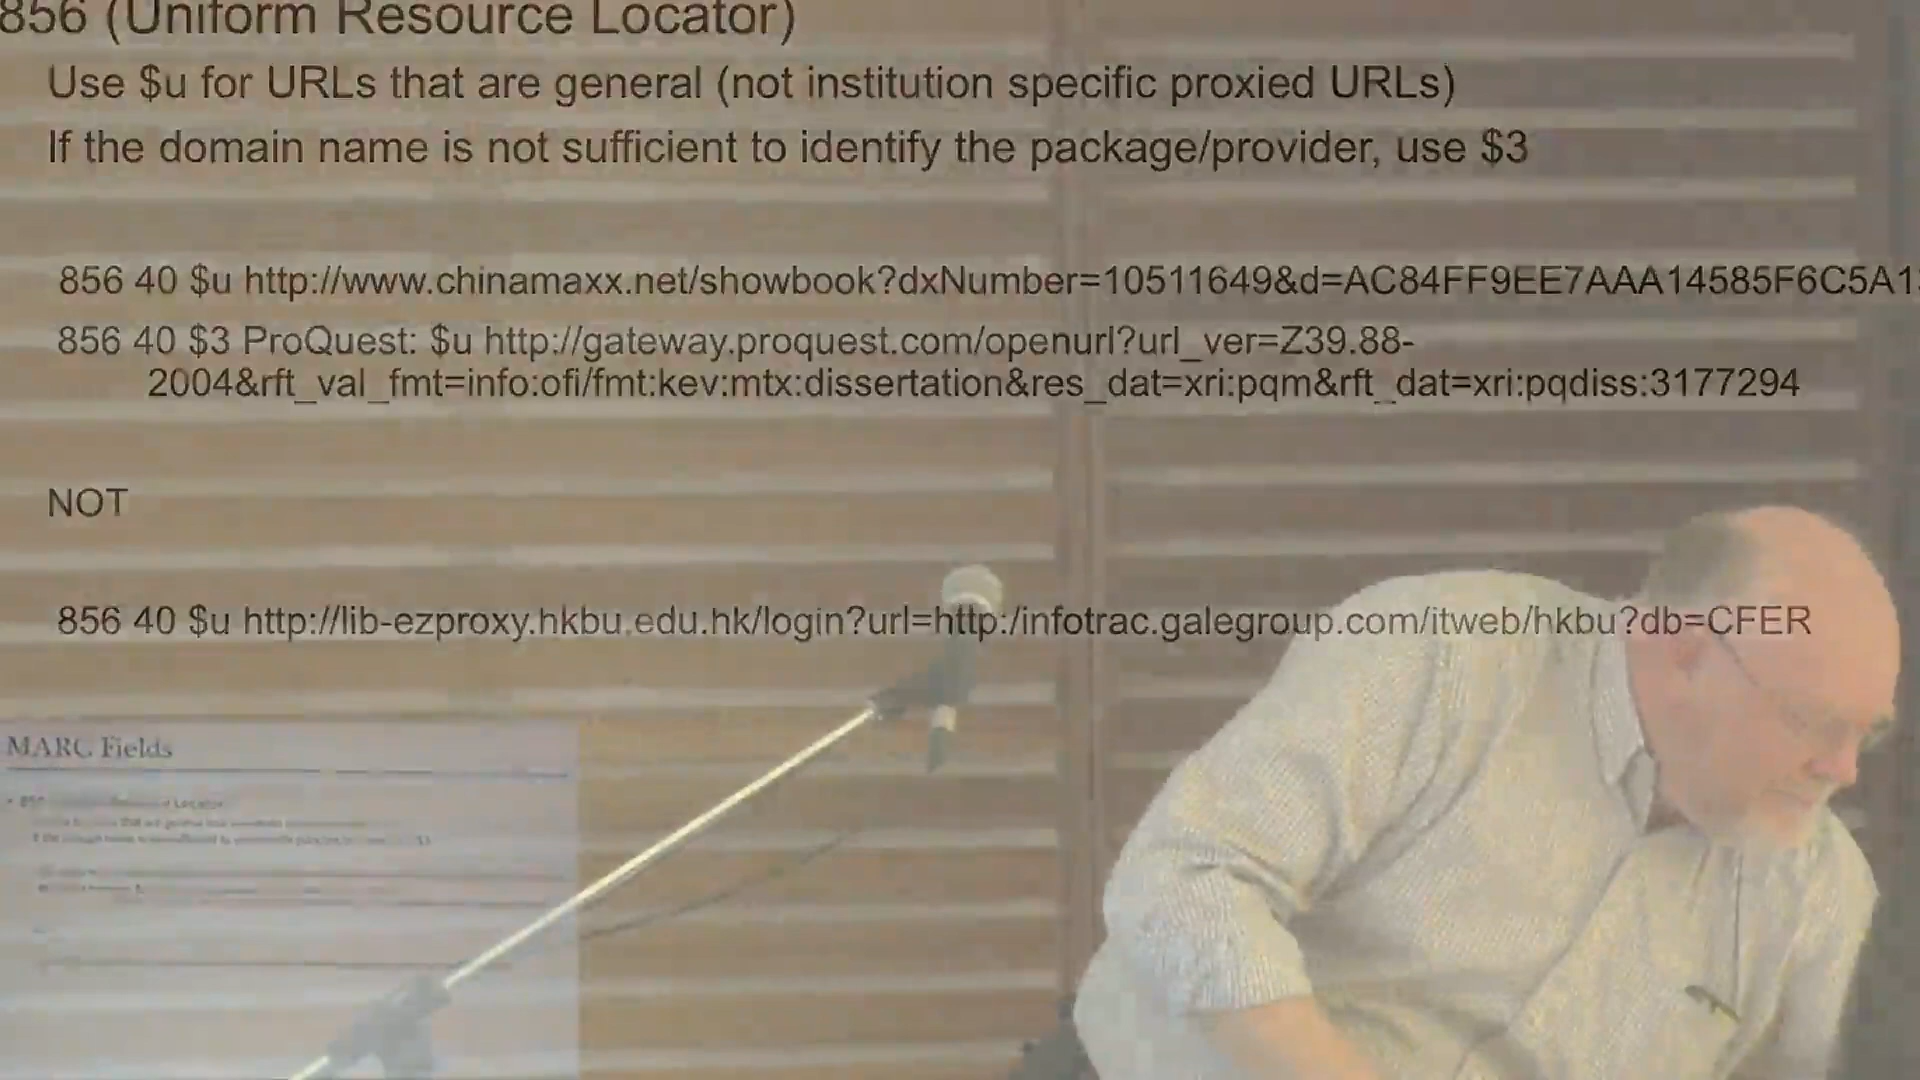 856 (Uniform Resource Locator)
Use $u for URLs that are general (not institution specific proxied URLs)
If the domain name is not sufficient to identify the package/provider, use $3
856 40 $u http://www.chinamaxx.net/showbook?dxNumber=10511649&d=AC84FF9EE7AAA14585F6C5A1
856 40 $3 ProQuest: $u http://gateway.proquest.com/openurl?url_ver=Z39.88-
2004&rft_val_fmt=info:ofi/fmt:kev:mtx:dissertation&res_dat=xri:pqm&rft_dat=xri:pqdiss:3177294
NOT
856 40 $u http://lib-ezproxy.hkbu.edu.hk/login?url=http:/infotrac.galegroup.com/itweb/hkbu?db=CFER
MARC Fields